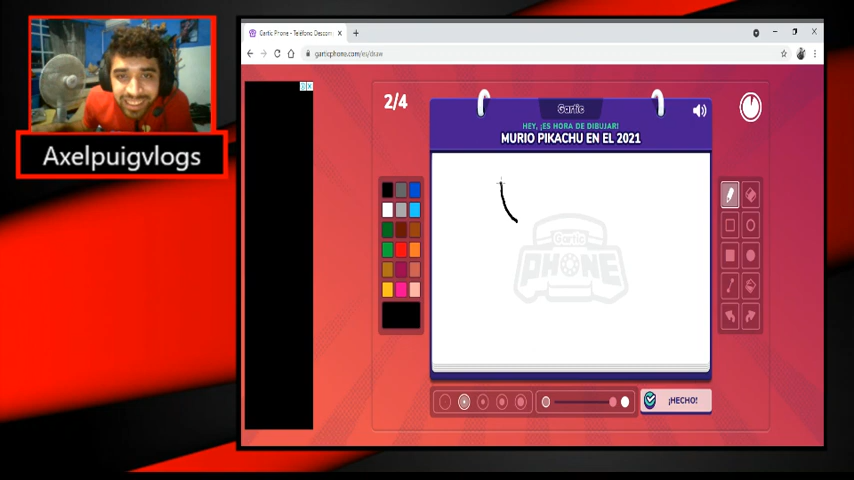 Gartic Phone - Teléfono Descom
garticphone.com/es/draw
2/4
Gartic
HEY, ¡ES HORA DE DIBUJAR!
MURIO PIKACHU EN EL 2021
Axelpuigvlogs
Gartic
PHONE
¡HECHO!